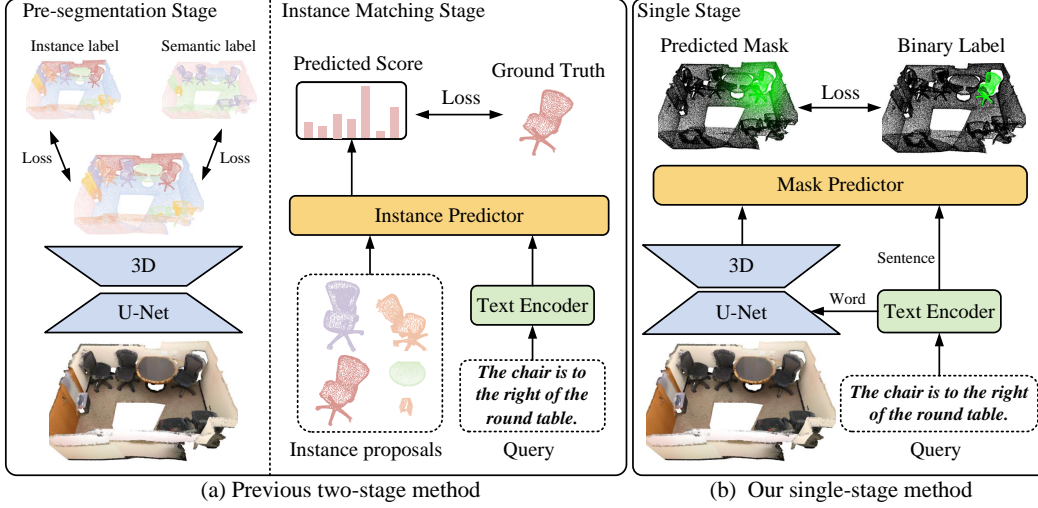 Pre-segmentation Stage
Instance label
Semantic label
Loss
Loss
3D
U-Net
Instance Matching Stage
Predicted Score
Ground Truth
Loss
Instance Predictor
Text Encoder
The chair is to
the right of the
round table.
Instance proposals
Query
(a) Previous two-stage method
Single Stage
Predicted Mask
Binary Label
Loss
Mask Predictor
3D
Sentence
U-Net
Word
Text Encoder
The chair is to the right
of the round table.
Query
(b) Our single-stage method